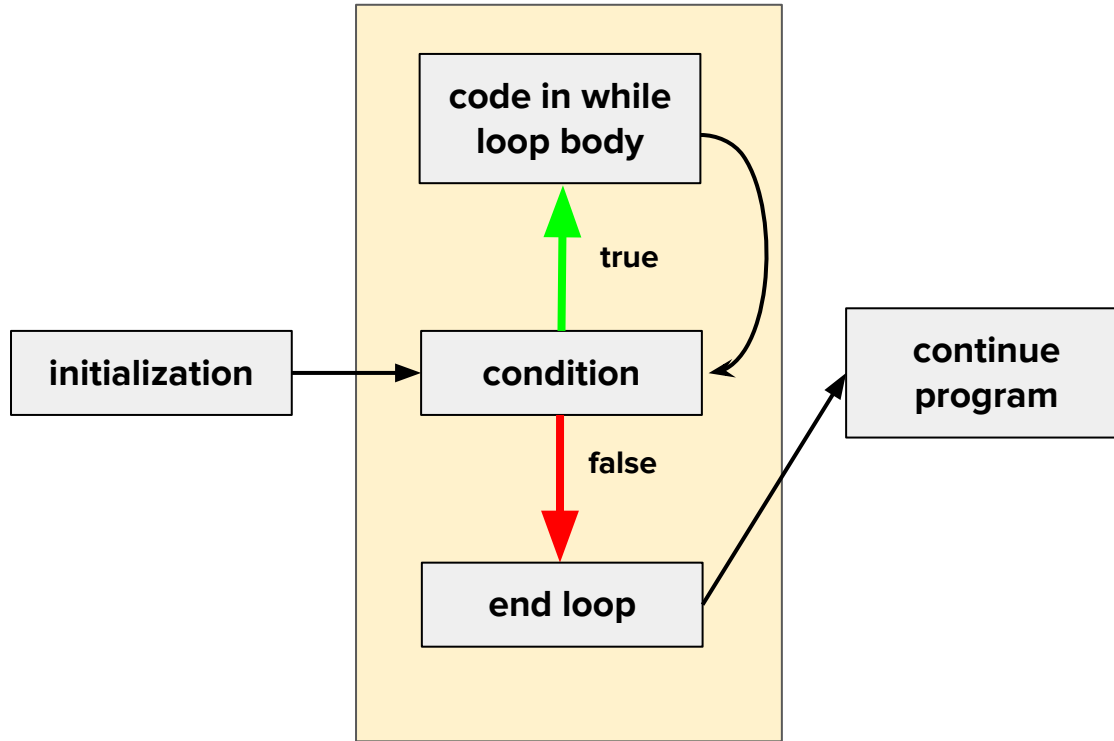 code in while
loop body
true
initialization
condition
continue
program
false
end loop